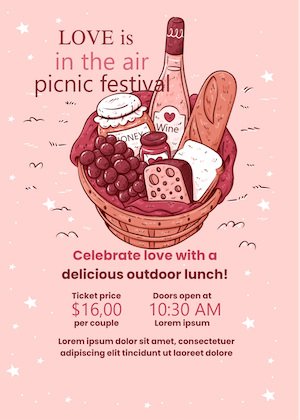 LOVE is
in the air
picnic festival
HONEY
Wine
Celebrate love with a
delicious outdoor lunch!
Ticket price
$16,00
per couple
Doors open at
10:30 AM
Lorem ipsum
Lorem ipsum dolor sit amet, consectetuer
adipiscing elit tincidunt ut laoreet dolore